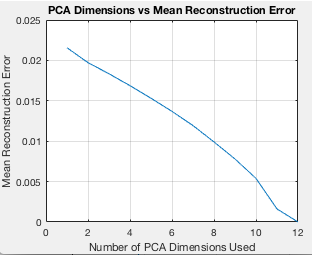 PCA Dimensions vs Mean Reconstruction Error
0.025
0.02
0.015
0.01
0.005
0
Mean Reconstruction Error
0 2 4 6 8 10 12
Number of PCA Dimensions Used